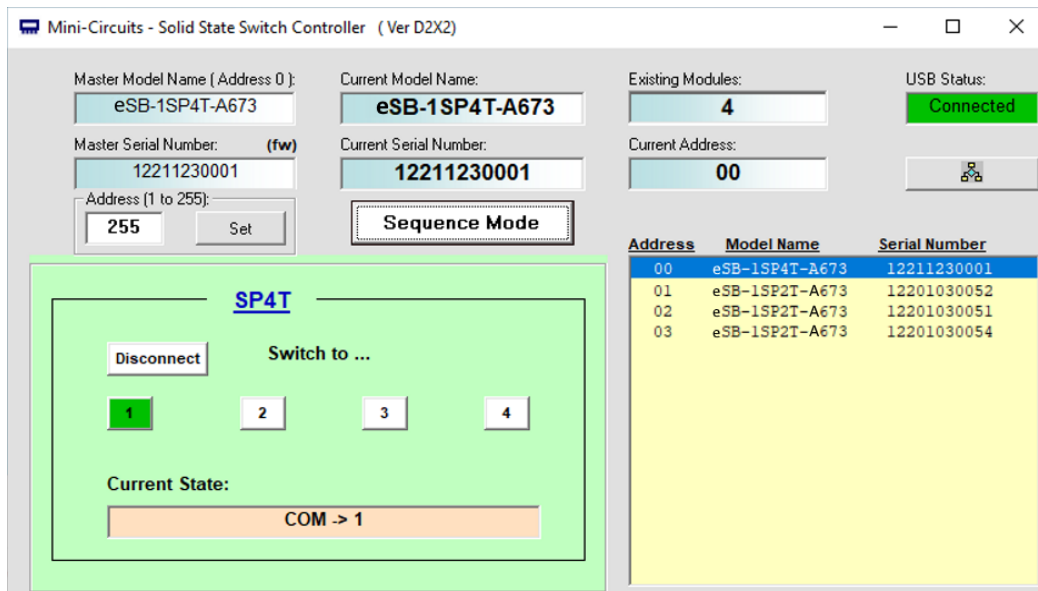 Mini-Circuits - Solid State Switch Controller ( Ver D2X2)
Master Model Name ( Address 0 ):
eSB-1SP4T-A673
Current Model Name:
eSB-1SP4T-A673
Existing Modules:
4
USB Status:
Connected
Master Serial Number: (fw)
12211230001
Current Serial Number:
12211230001
Current Address:
00
Address (1 to 255):
255 Set
Sequence Mode
Address Model Name Serial Number
00 eSB-1SP4T-A673 12211230001
01 eSB-1SP2T-A673 12201030052
02 eSB-1SP2T-A673 12201030051
03 eSB-1SP2T-A673 12201030054
SP4T
Disconnect Switch to ...
1 2 3 4
Current State:
COM -> 1